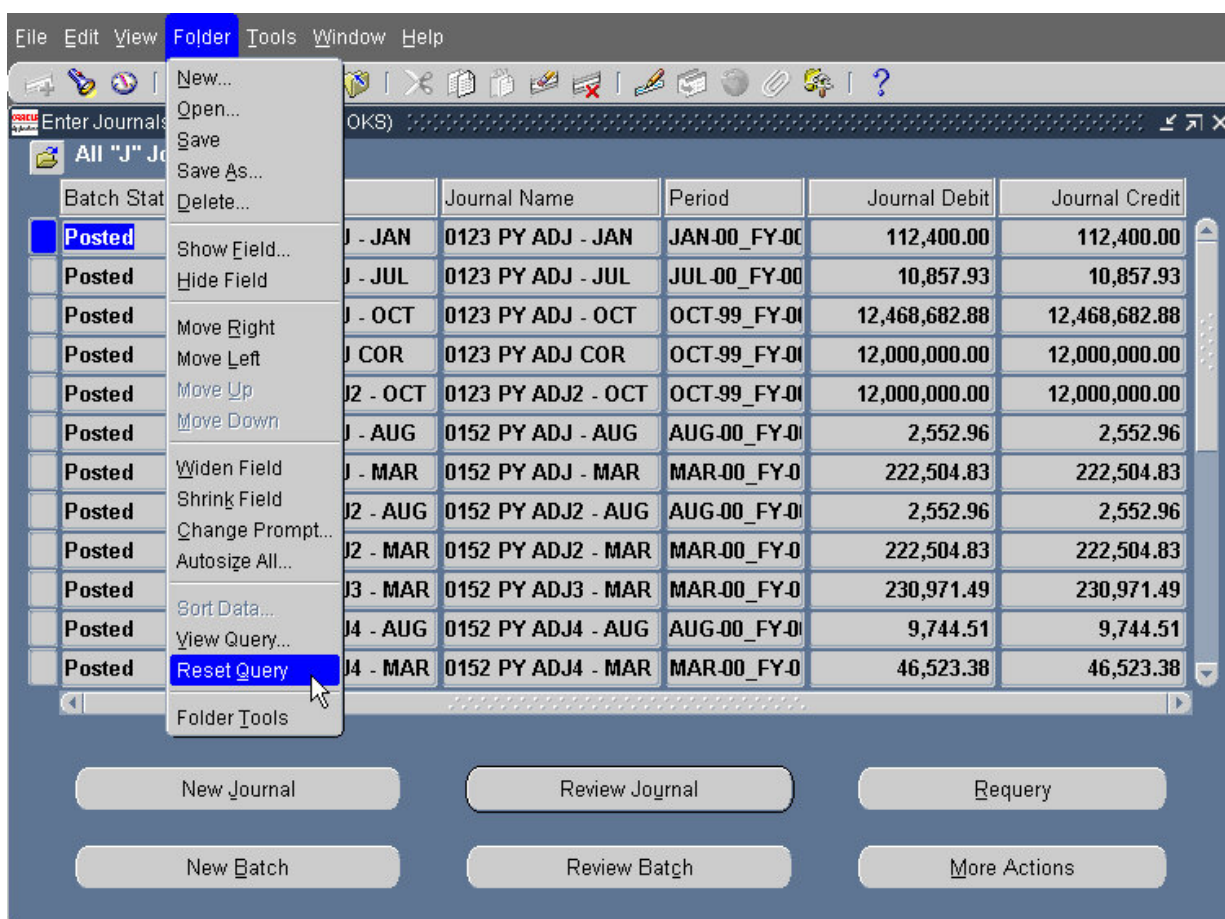 File Edit View Folder Tools Window Help
New...
Open...
Save
Save As...
Delete...
Show Field...
Hide Field
Move Right
Move Left
Move Up
Move Down
Widen Field
Shrink Field
Change Prompt...
Autosize All...
Sort Data...
View Query...
Reset Query
Folder Tools
Enter Journals OKS)
All "J" Jo
Batch Stat Journal Name Period Journal Debit Journal Credit
Posted J - JAN 0123 PY ADJ - JAN JAN-00_FY-00 112,400.00 112,400.00
Posted J - JUL 0123 PY ADJ - JUL JUL-00_FY-00 10,857.93 10,857.93
Posted J - OCT 0123 PY ADJ - OCT OCT-99_FY-0 12,468,682.88 12,468,682.88
Posted J COR 0123 PY ADJ COR OCT-99_FY-0 12,000,000.00 12,000,000.00
Posted J2 - OCT 0123 PY ADJ2 - OCT OCT-99_FY-0 12,000,000.00 12,000,000.00
Posted J - AUG 0152 PY ADJ - AUG AUG-00_FY-0 2,552.96 2,552.96
Posted J - MAR 0152 PY ADJ - MAR MAR-00_FY-0 222,504.83 222,504.83
Posted J2 - AUG 0152 PY ADJ2 - AUG AUG-00_FY-0 2,552.96 2,552.96
Posted J2 - MAR 0152 PY ADJ2 - MAR MAR-00_FY-0 222,504.83 222,504.83
Posted J3 - MAR 0152 PY ADJ3 - MAR MAR-00_FY-0 230,971.49 230,971.49
Posted J4 - AUG 0152 PY ADJ4 - AUG AUG-00_FY-0 9,744.51 9,744.51
Posted J4 - MAR 0152 PY ADJ4 - MAR MAR-00_FY-0 46,523.38 46,523.38
New Journal Review Journal Requery
New Batch Review Batch More Actions